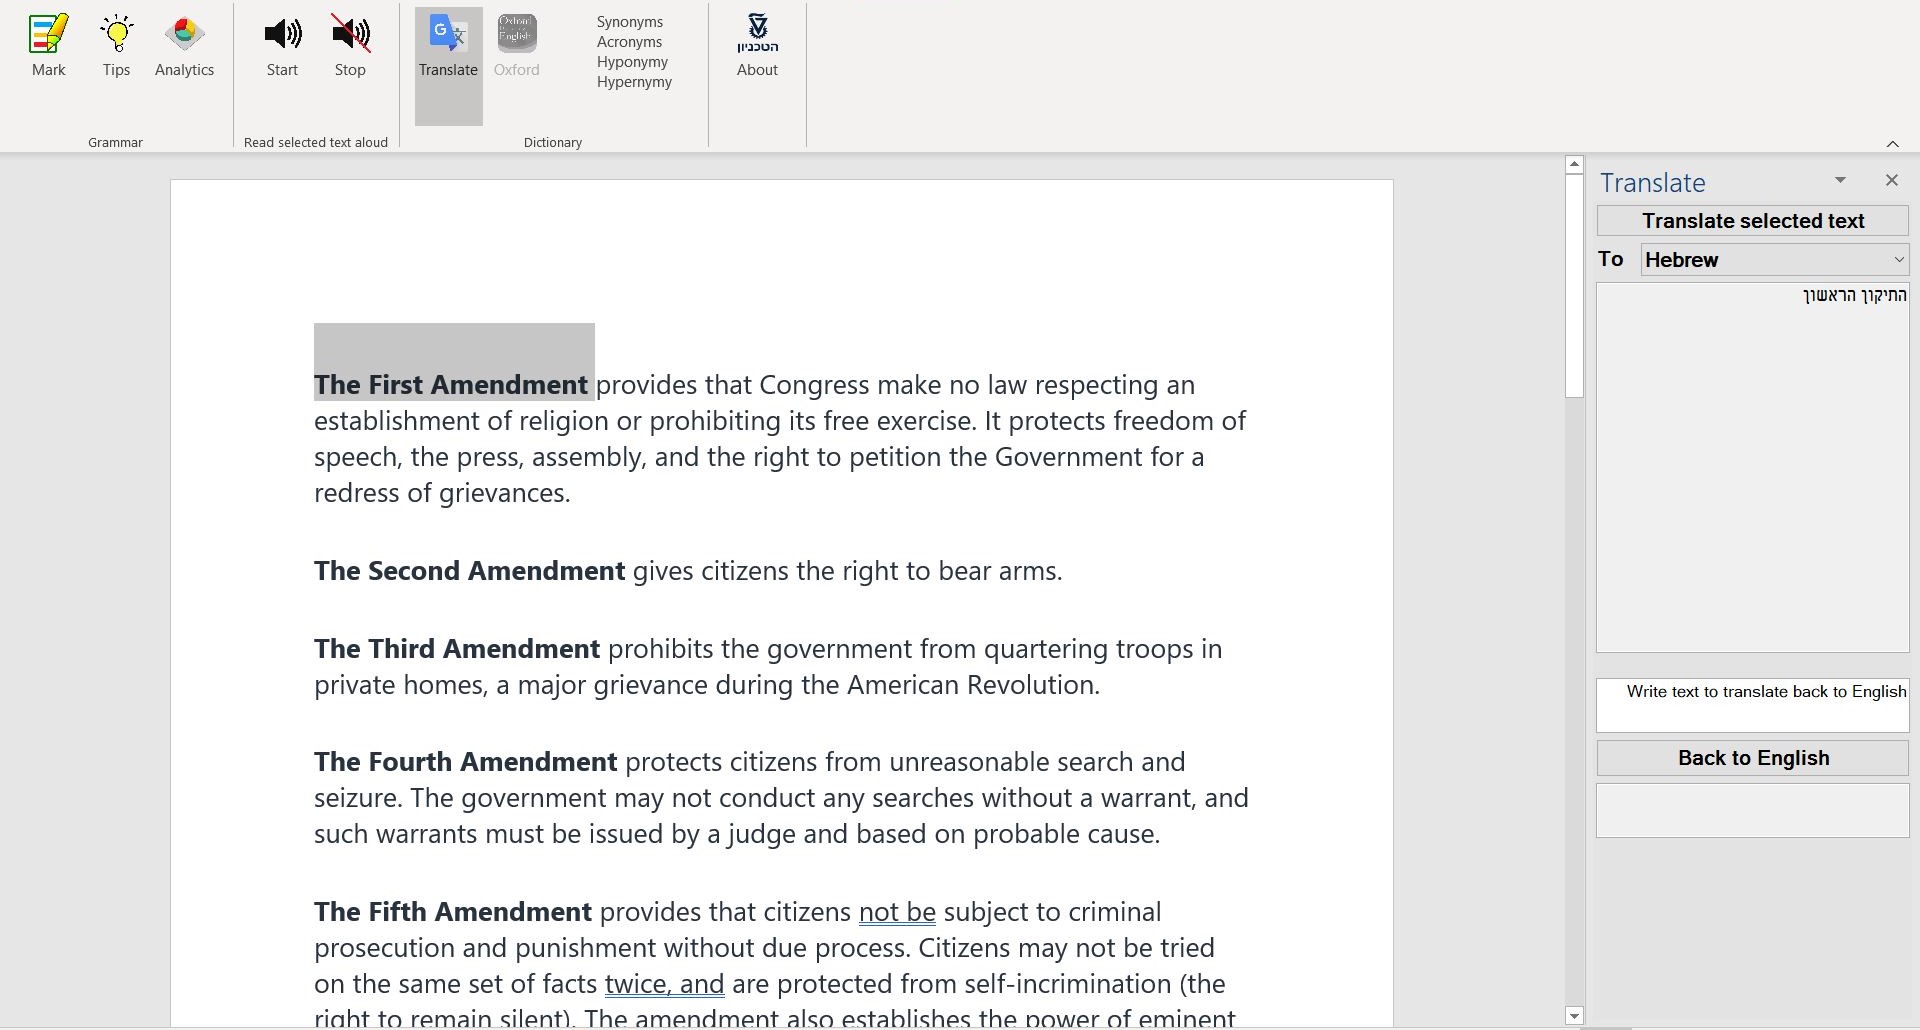 Mark
Tips
Analytics
Grammar
Start
Stop
Read selected text aloud
Translate
Oxford English
Oxford
Synonyms
Acronyms
Hyponymy
Hypernymy
Dictionary
הטכניון
About
The First Amendment provides that Congress make no law respecting an
establishment of religion or prohibiting its free exercise. It protects freedom of
speech, the press, assembly, and the right to petition the Government for a
redress of grievances.
The Second Amendment gives citizens the right to bear arms.
The Third Amendment prohibits the government from quartering troops in
private homes, a major grievance during the American Revolution.
The Fourth Amendment protects citizens from unreasonable search and
seizure. The government may not conduct any searches without a warrant, and
such warrants must be issued by a judge and based on probable cause.
The Fifth Amendment provides that citizens not be subject to criminal
prosecution and punishment without due process. Citizens may not be tried
on the same set of facts twice, and are protected from self-incrimination (the
right to remain silent). The amendment also establishes the power of eminent
Translate
Translate selected text
To Hebrew
התיקון הראשון
Write text to translate back to English
Back to English